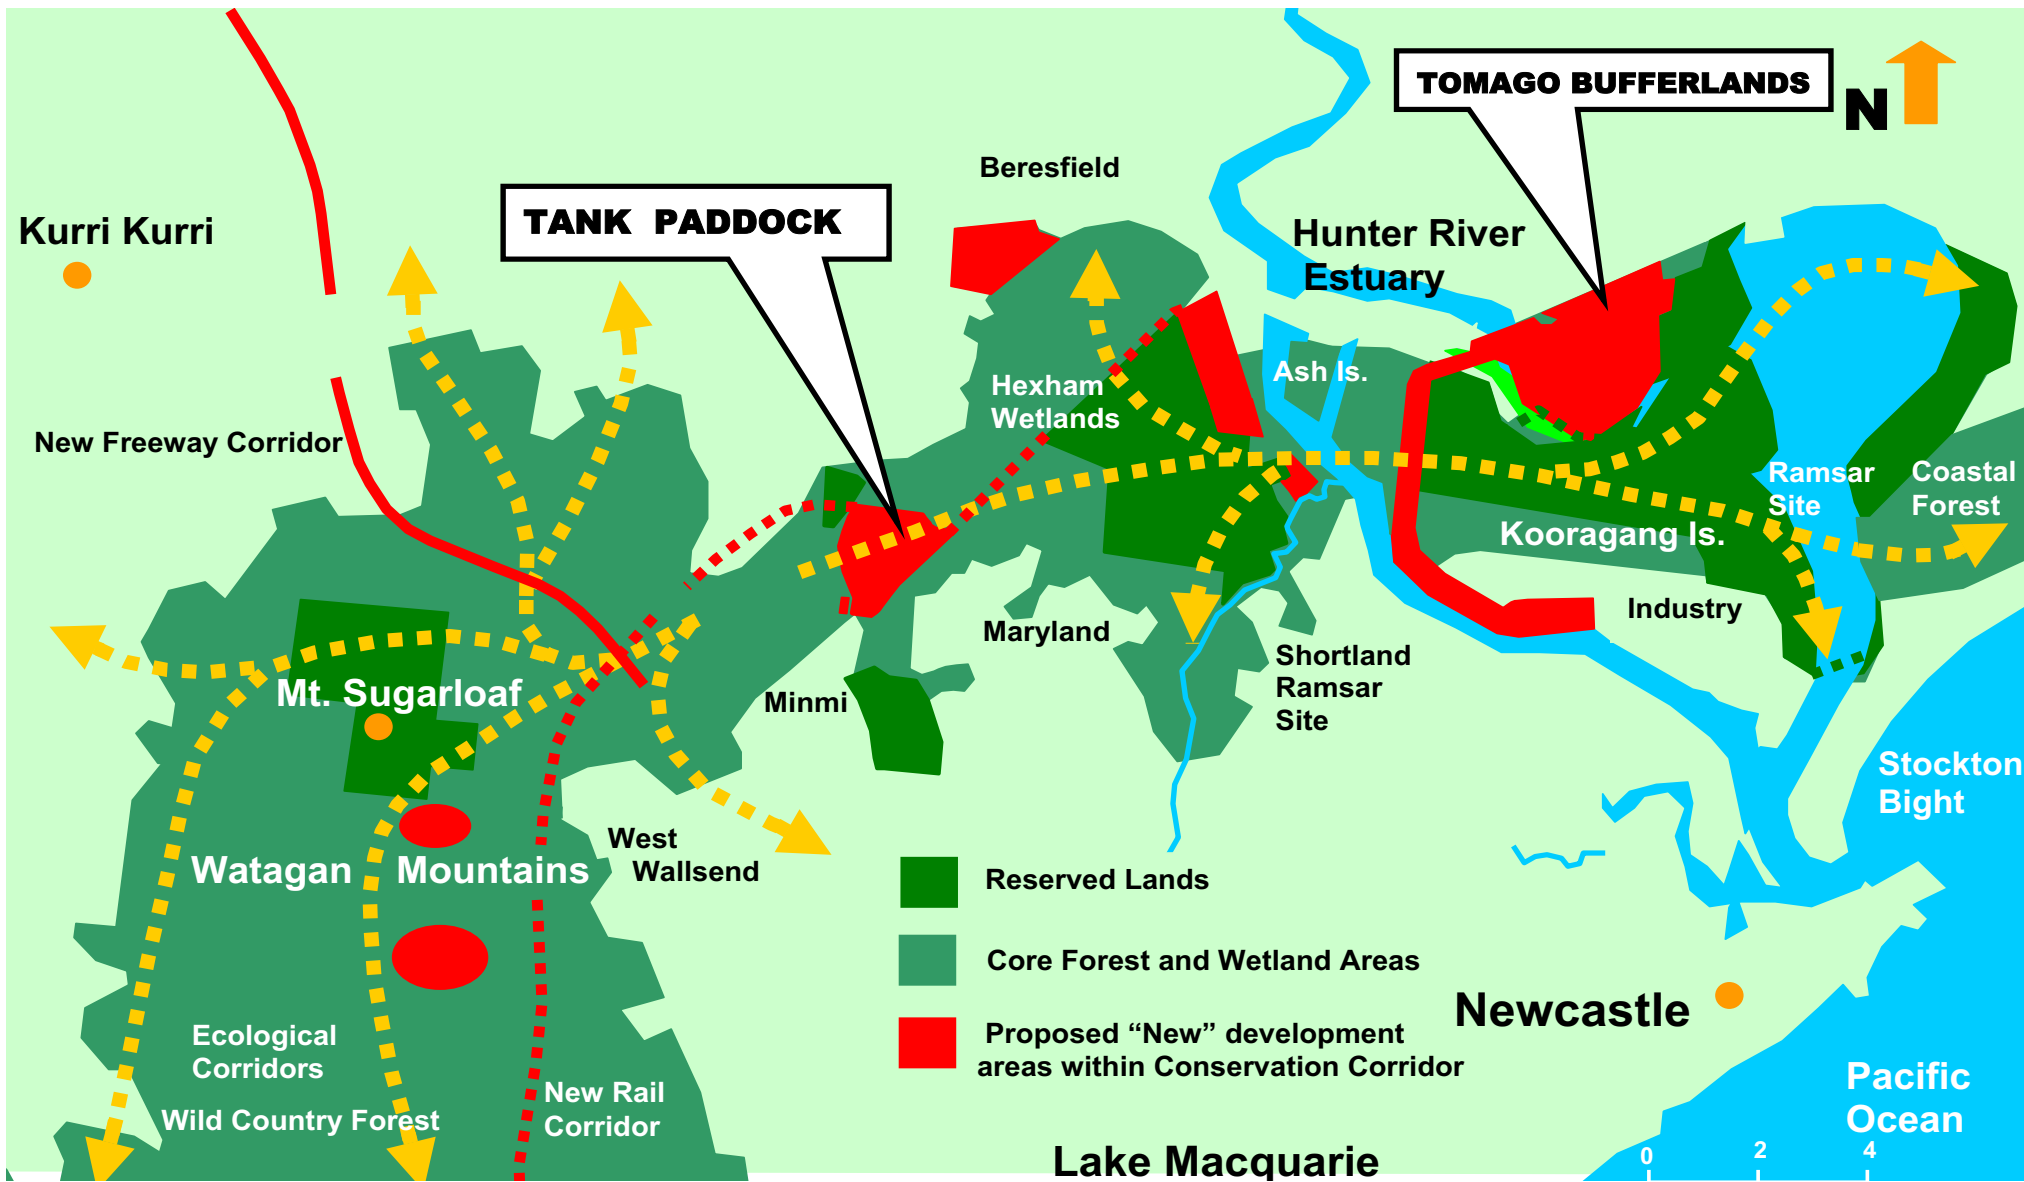 TOMAGO BUFFERLANDS
N
Beresfield
TANK PADDOCK
Kurri Kurri
Hunter River
Estuary
Ash Is.
Hexham
Wetlands
New Freeway Corridor
Ramsar
Site
Coastal
Forest
Kooragang Is.
Industry
Maryland
Shortland
Ramsar
Site
Mt. Sugarloaf
Minmi
Stockton
Bight
West
Wallsend
Watagan Mountains
Reserved Lands
Core Forest and Wetland Areas
Proposed “New” development
areas within Conservation Corridor
Newcastle
Ecological
Corridors
Wild Country Forest
New Rail
Corridor
Pacific
Ocean
Lake Macquarie
0 2 4